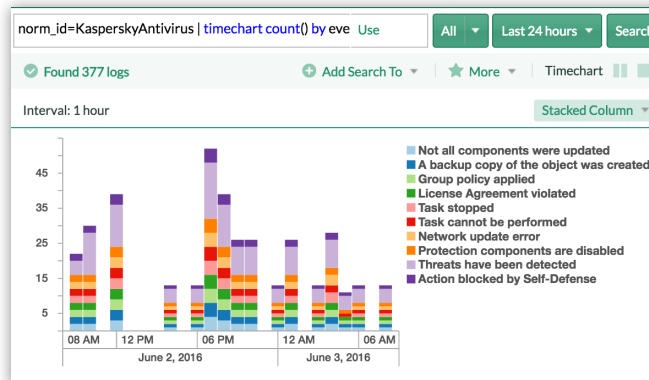 norm_id=KasperskyAntivirus | timechart count() by eve Use All Last 24 hours Search
Found 377 logs Add Search To More Timechart
Interval: 1 hour Stacked Column
Not all components were updated
A backup copy of the object was created
Group policy applied
License Agreement violated
Task stopped
Task cannot be performed
Network update error
Protection components are disabled
Threats have been detected
Action blocked by Self-Defense
45
35
25
15
5
08 AM 12 PM 06 PM 12 AM 06 AM
June 2, 2016 June 3, 2016